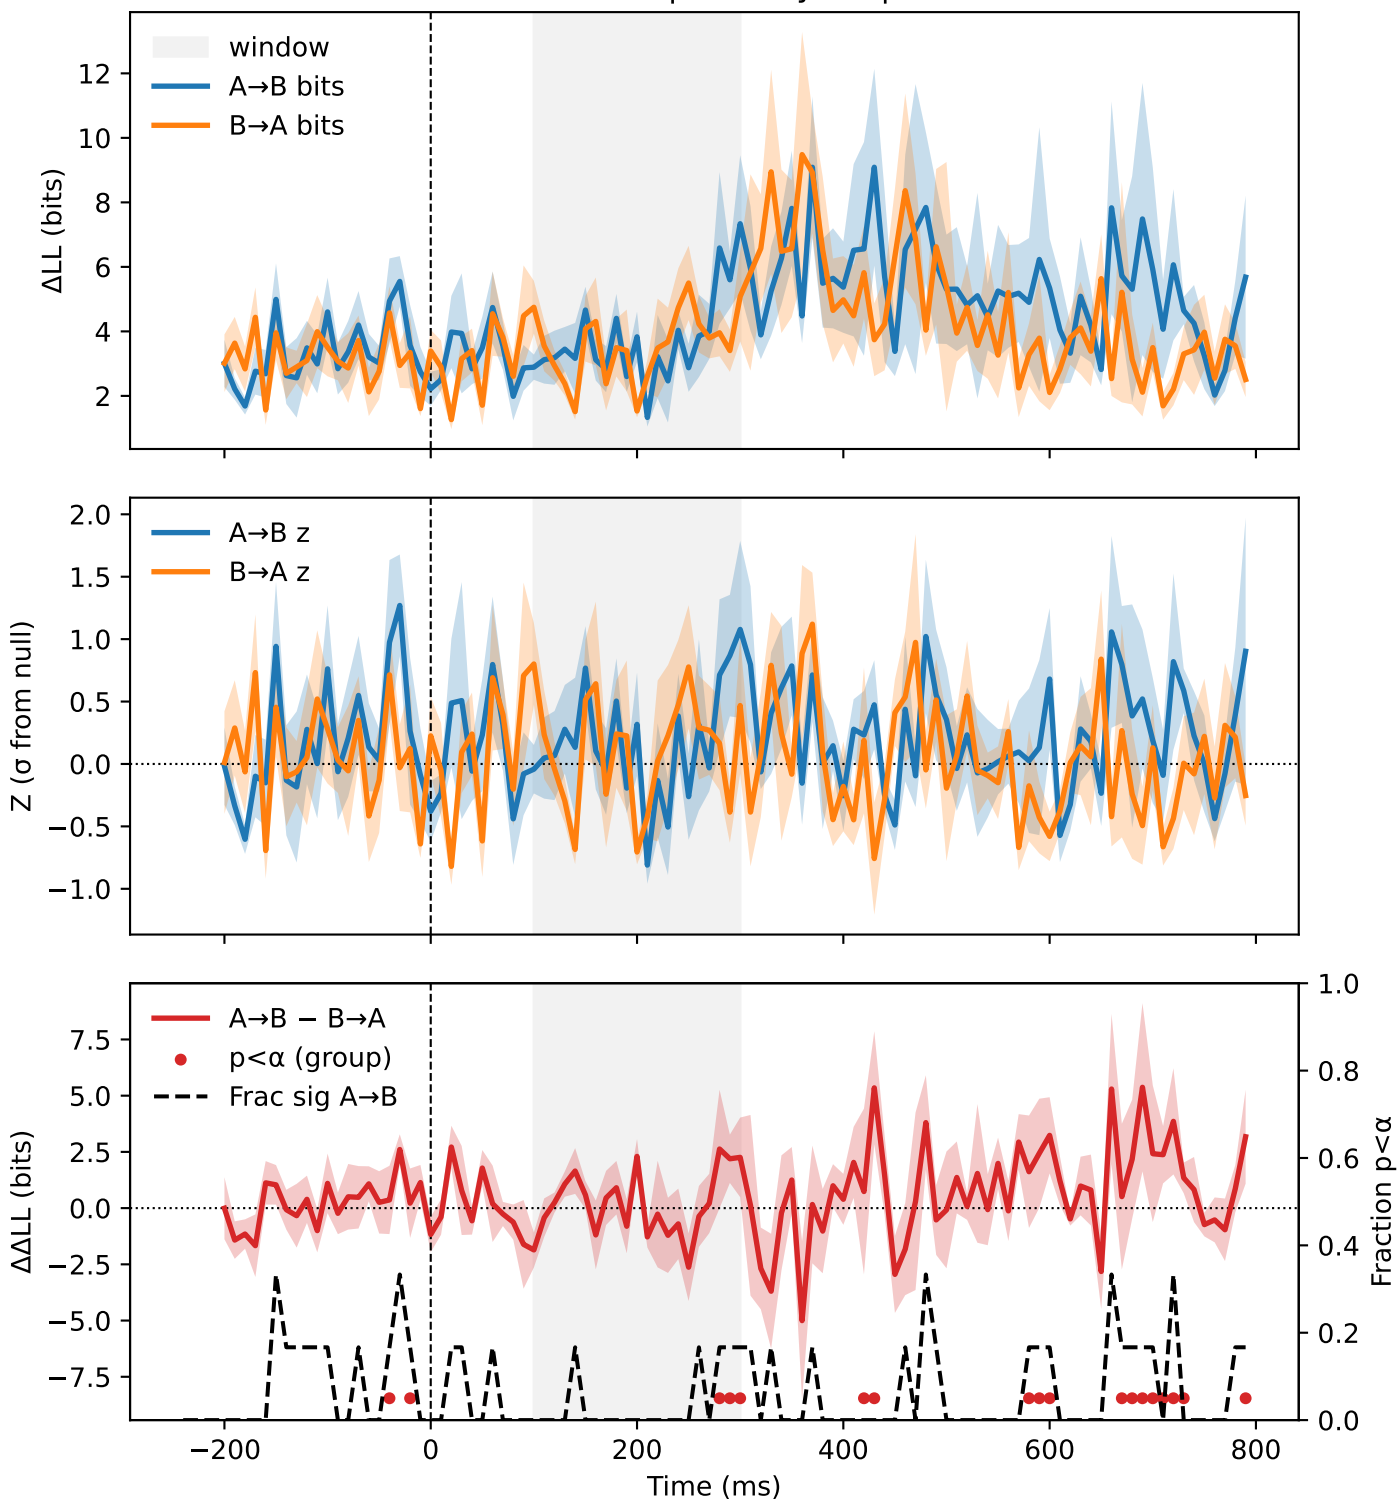 window
A→B bits
B→A bits
12
10
8
6
4
2
ΔLL (bits)
A→B z
B→A z
2.0
1.5
1.0
0.5
0.0
−0.5
−1.0
Z (σ from null)
A→B − B→A
p<α (group)
Frac sig A→B
7.5
5.0
2.5
0.0
−2.5
−5.0
−7.5
ΔΔLL (bits)
1.0
0.8
0.6
0.4
0.2
0.0
Fraction p<α
−200 0 200 400 600 800
Time (ms)